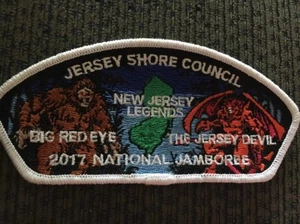 JERSEY SHORE COUNCIL
NEW JERSEY
LEGENDS
BIG RED EYE
THE JERSEY DEVIL
2017 NATIONAL JAMBOREE